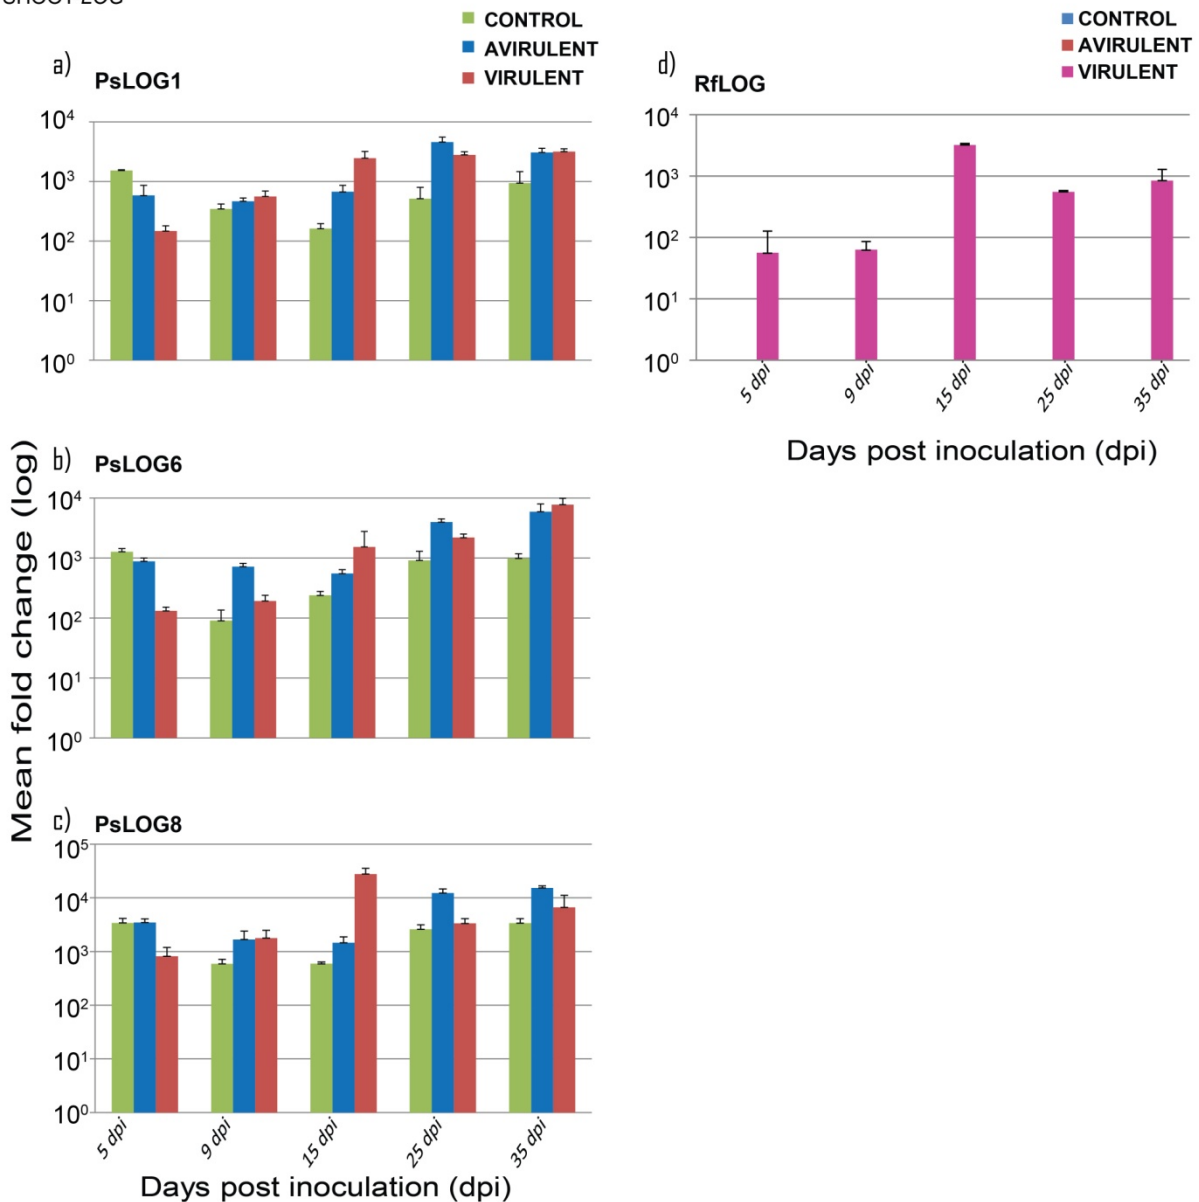 CONTROL
AVIRULENT
VIRULENT
a) PsLOG1
10⁴
10³
10²
10¹
10⁰
CONTROL
AVIRULENT
VIRULENT
d) RfLOG
10⁴
10³
10²
10¹
10⁰
5 dpi 9 dpi 15 dpi 25 dpi 35 dpi
Days post inoculation (dpi)
Mean fold change (log)
b) PsLOG6
10⁴
10³
10²
10¹
10⁰
c) PsLOG8
10⁵
10⁴
10³
10²
10¹
10⁰
5 dpi 9 dpi 15 dpi 25 dpi 35 dpi
Days post inoculation (dpi)